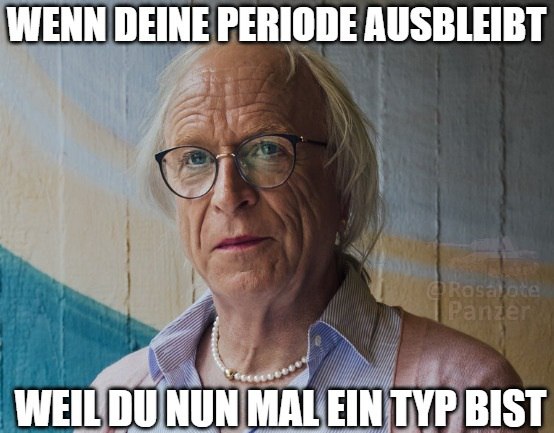 WENN DEINE PERIODE AUSBLEIBT
@Rosarote
Panzer
WEIL DU NUN MAL EIN TYP BIST